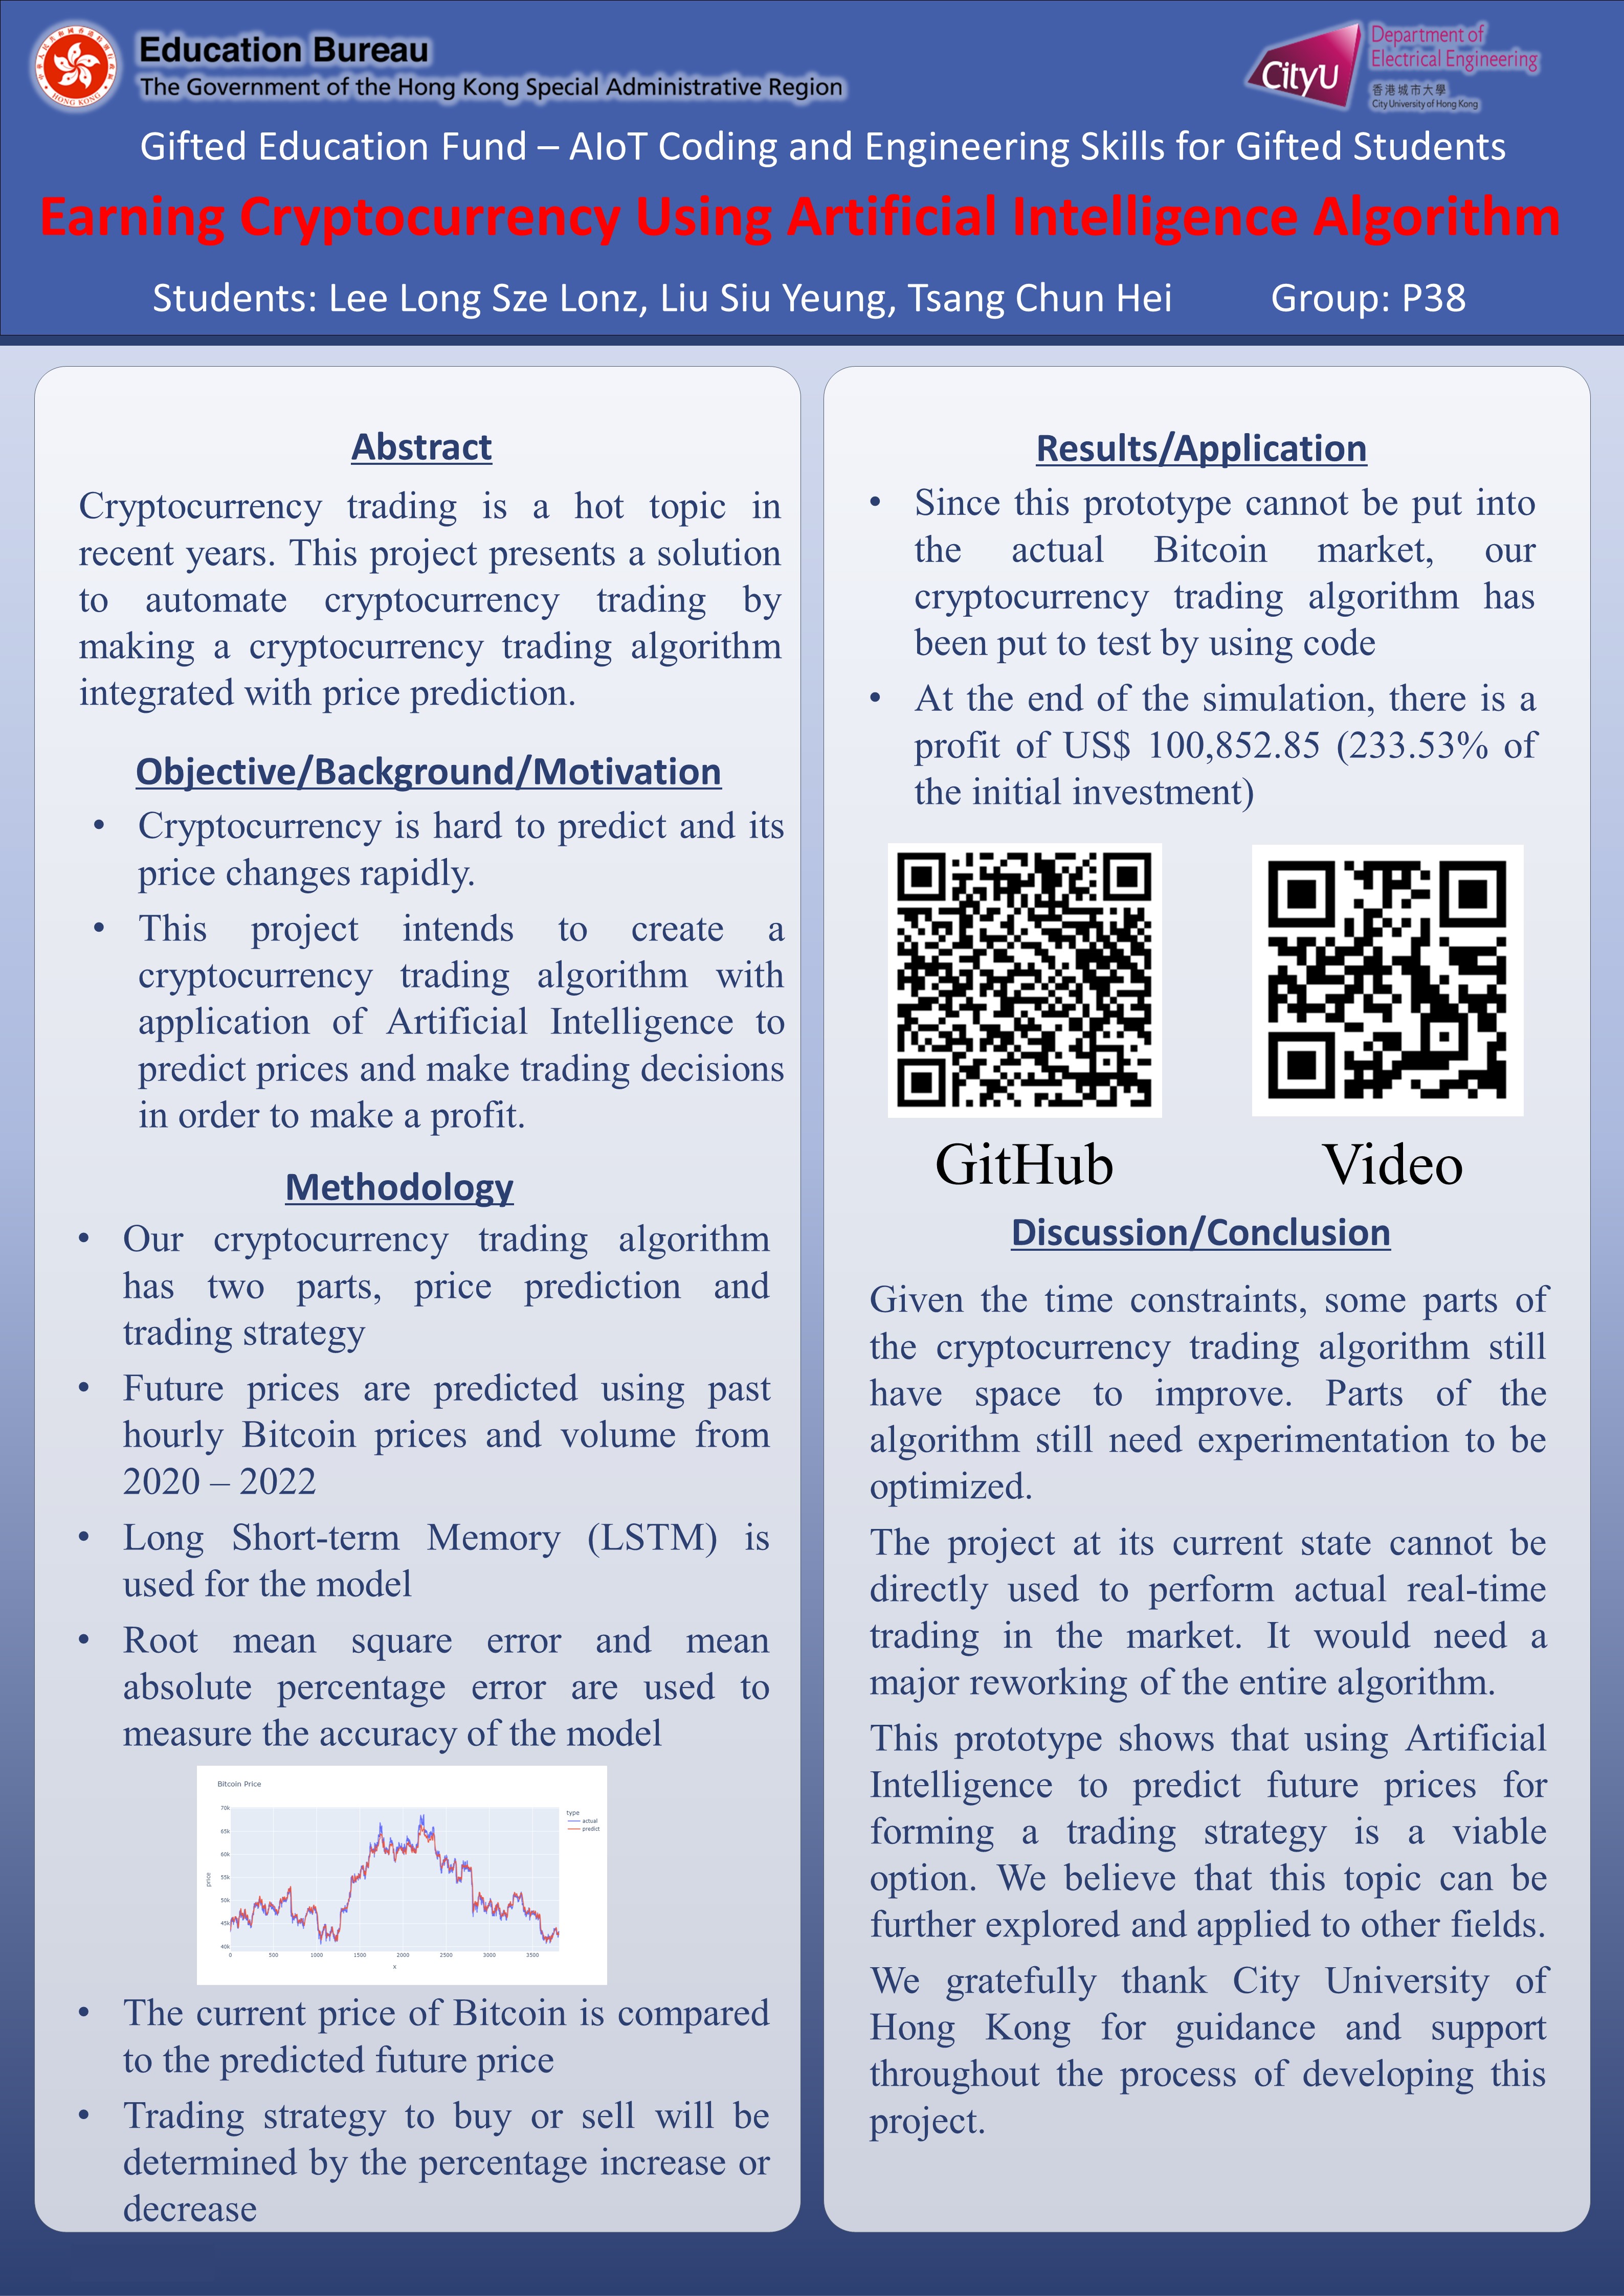 Education Bureau
The Government of the Hong Kong Special Administrative Region
HONG KONG
CityU
Department of
Electrical Engineering
香港城市大學
City University of Hong Kong
Gifted Education Fund – AIoT Coding and Engineering Skills for Gifted Students
Earning Cryptocurrency Using Artificial Intelligence Algorithm
Students: Lee Long Sze Lonz, Liu Siu Yeung, Tsang Chun Hei Group: P38
Abstract
Cryptocurrency trading is a hot topic in
recent years. This project presents a solution
to automate cryptocurrency trading by
making a cryptocurrency trading algorithm
integrated with price prediction.
Objective/Background/Motivation
• Cryptocurrency is hard to predict and its
price changes rapidly.
• This project intends to create a
cryptocurrency trading algorithm with
application of Artificial Intelligence to
predict prices and make trading decisions
in order to make a profit.
Methodology
• Our cryptocurrency trading algorithm
has two parts, price prediction and
trading strategy
• Future prices are predicted using past
hourly Bitcoin prices and volume from
2020 – 2022
• Long Short-term Memory (LSTM) is
used for the model
• Root mean square error and mean
absolute percentage error are used to
measure the accuracy of the model
Bitcoin Price
type
actual
predict
price
70k
65k
60k
55k
50k
45k
40k
0 500 1000 1500 2000 2500 3000 3500
x
• The current price of Bitcoin is compared
to the predicted future price
• Trading strategy to buy or sell will be
determined by the percentage increase or
decrease
Results/Application
• Since this prototype cannot be put into
the actual Bitcoin market, our
cryptocurrency trading algorithm has
been put to test by using code
• At the end of the simulation, there is a
profit of US$ 100,852.85 (233.53% of
the initial investment)
GitHub Video
Discussion/Conclusion
Given the time constraints, some parts of
the cryptocurrency trading algorithm still
have space to improve. Parts of the
algorithm still need experimentation to be
optimized.
The project at its current state cannot be
directly used to perform actual real-time
trading in the market. It would need a
major reworking of the entire algorithm.
This prototype shows that using Artificial
Intelligence to predict future prices for
forming a trading strategy is a viable
option. We believe that this topic can be
further explored and applied to other fields.
We gratefully thank City University of
Hong Kong for guidance and support
throughout the process of developing this
project.